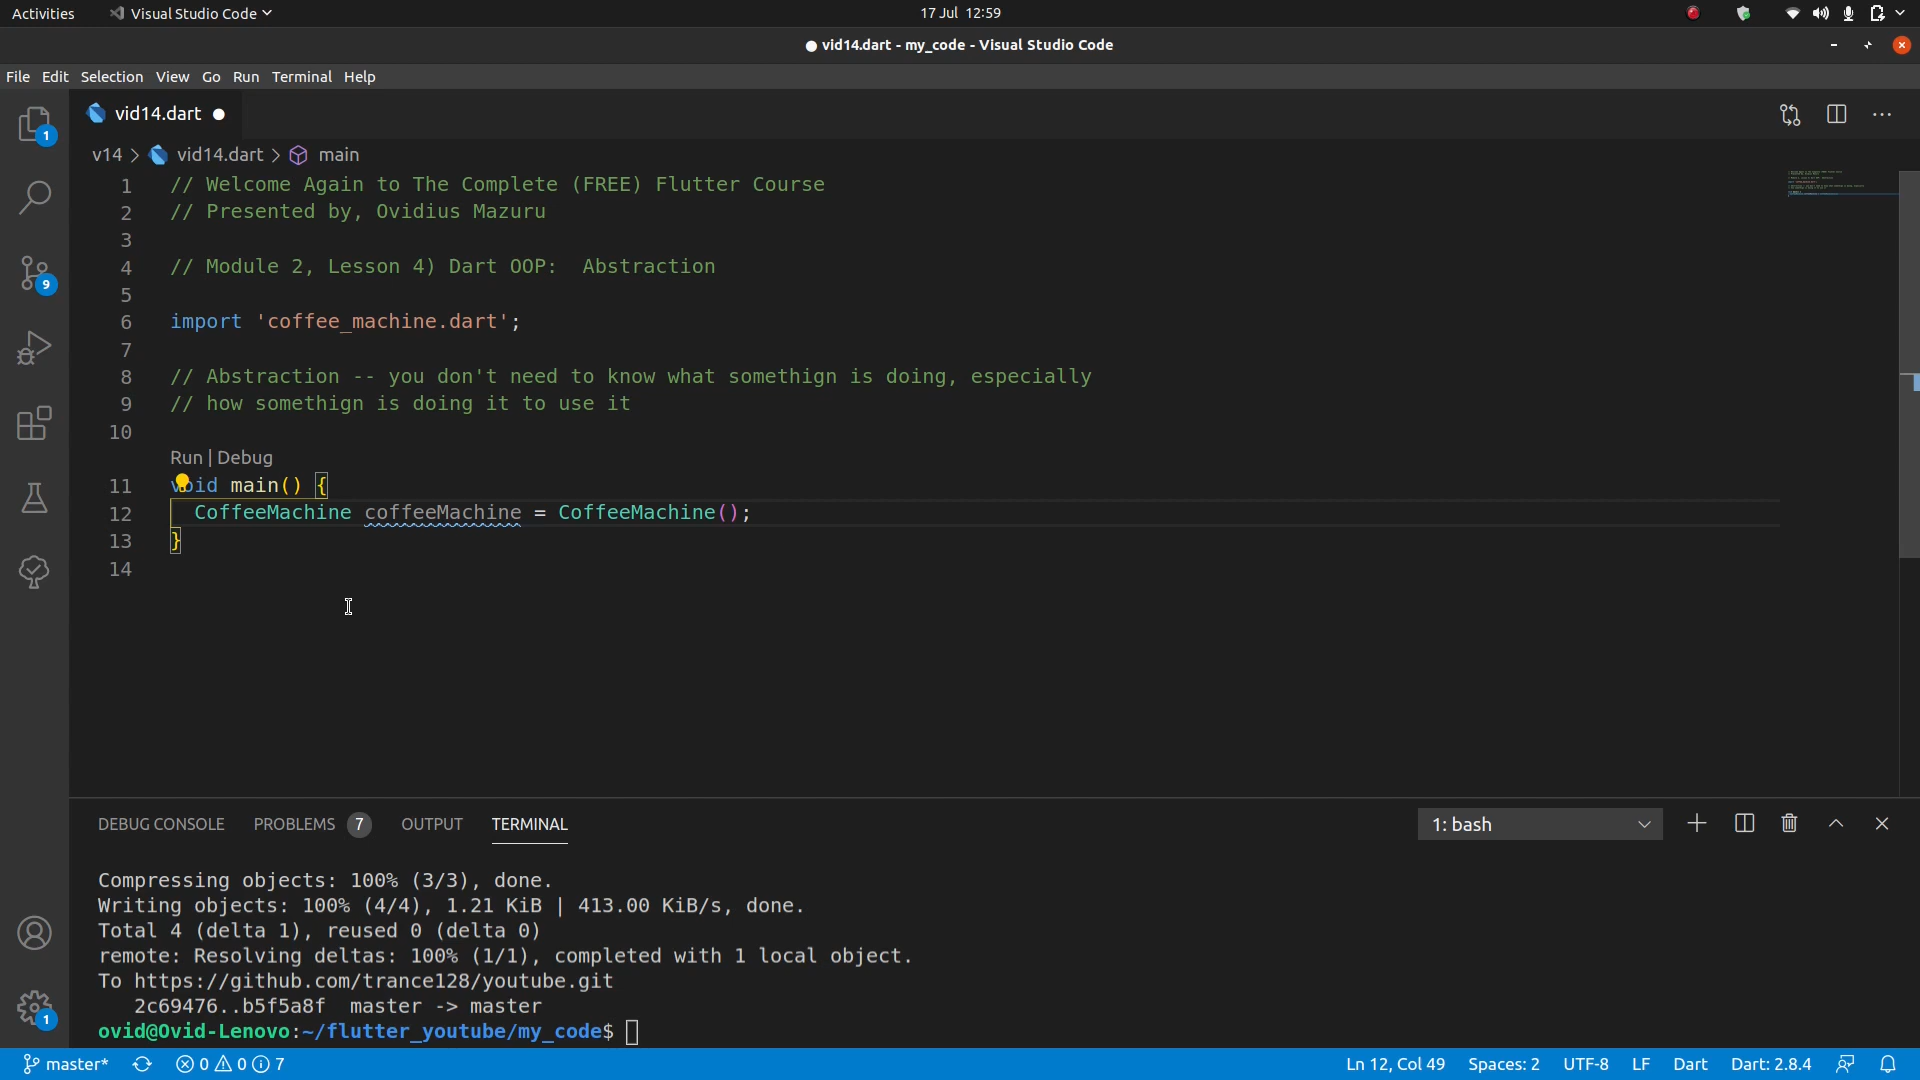 Activities Visual Studio Code 17 Jul 12:59
● vid14.dart - my_code - Visual Studio Code
File Edit Selection View Go Run Terminal Help
vid14.dart
v14 > vid14.dart > main
1 // Welcome Again to The Complete (FREE) Flutter Course
2 // Presented by, Ovidius Mazuru
3
4 // Module 2, Lesson 4) Dart OOP:  Abstraction
5
6 import 'coffee_machine.dart';
7
8 // Abstraction -- you don't need to know what somethign is doing, especially
9 // how somethign is doing it to use it
10
Run | Debug
11 void main() {
12   CoffeeMachine coffeeMachine = CoffeeMachine();
13 }
14
1
9
1
DEBUG CONSOLE PROBLEMS 7 OUTPUT TERMINAL 1: bash
Compressing objects: 100% (3/3), done.
Writing objects: 100% (4/4), 1.21 KiB | 413.00 KiB/s, done.
Total 4 (delta 1), reused 0 (delta 0)
remote: Resolving deltas: 100% (1/1), completed with 1 local object.
To https://github.com/trance128/youtube.git
   2c69476..b5f5a8f  master -> master
ovid@Ovid-Lenovo:~/flutter_youtube/my_code$
master* 0 0 7 Ln 12, Col 49 Spaces: 2 UTF-8 LF Dart Dart: 2.8.4